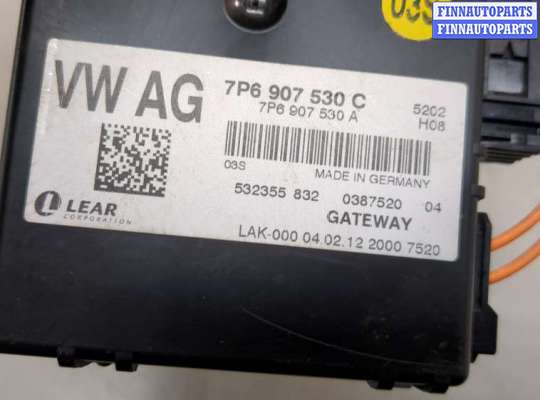 03S
FINNAUTOPARTS
FINNAUTOPARTS
VW AG
7P6 907 530 C
7P6 907 530 A
5202
H08
03S
MADE IN GERMANY
532355 832 0387520 04
GATEWAY
LEAR
CORPORATION
LAK-000 04.02.12 2000 7520